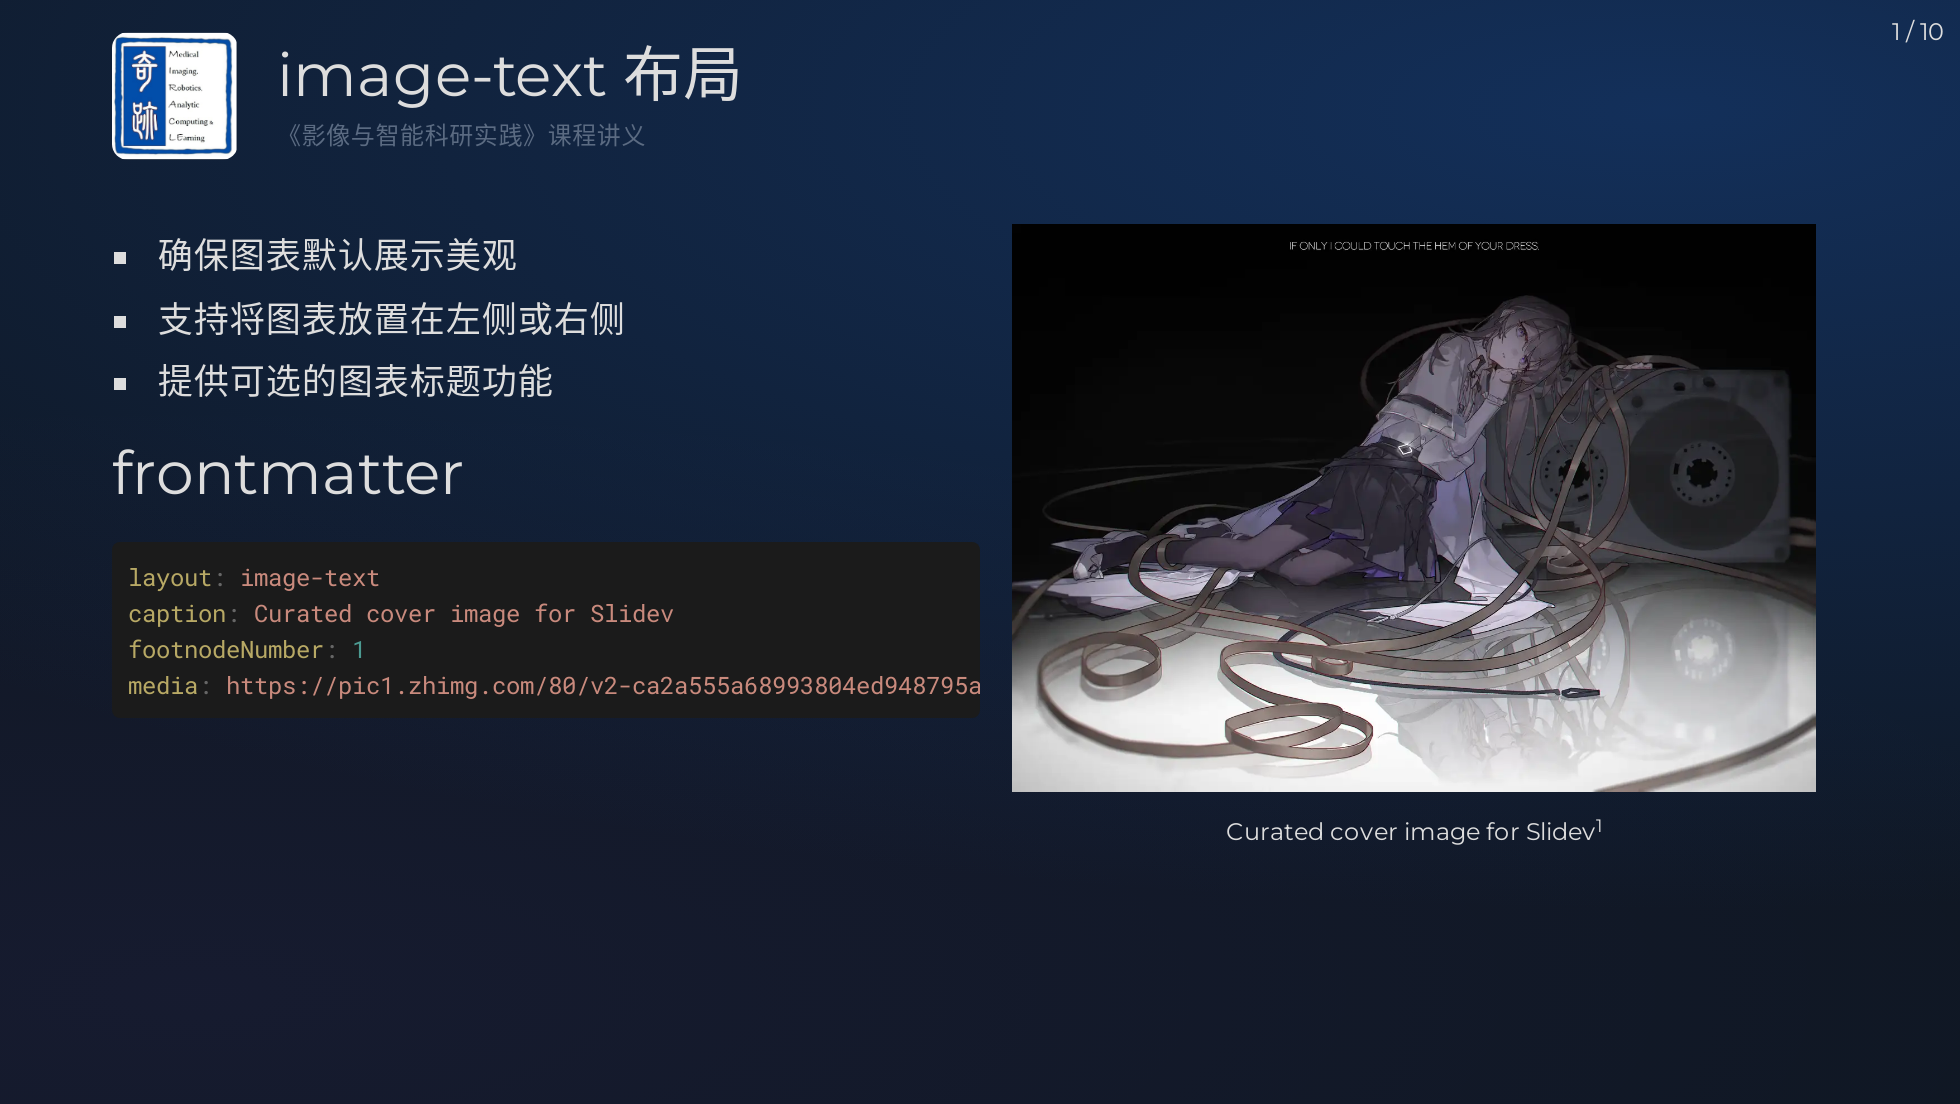 1 / 10
奇跡
Medical
Imaging,
Robotics,
Analytic
Computing &
LEarning
image-text 布局
《影像与智能科研实践》课程讲义
确保图表默认展示美观
支持将图表放置在左侧或右侧
提供可选的图表标题功能
frontmatter
layout: image-text
caption: Curated cover image for Slidev
footnodeNumber: 1
media: https://pic1.zhimg.com/80/v2-ca2a555a68993804ed948795a
IF ONLY I COULD TOUCH THE HEM OF YOUR DRESS.
Curated cover image for Slidev1